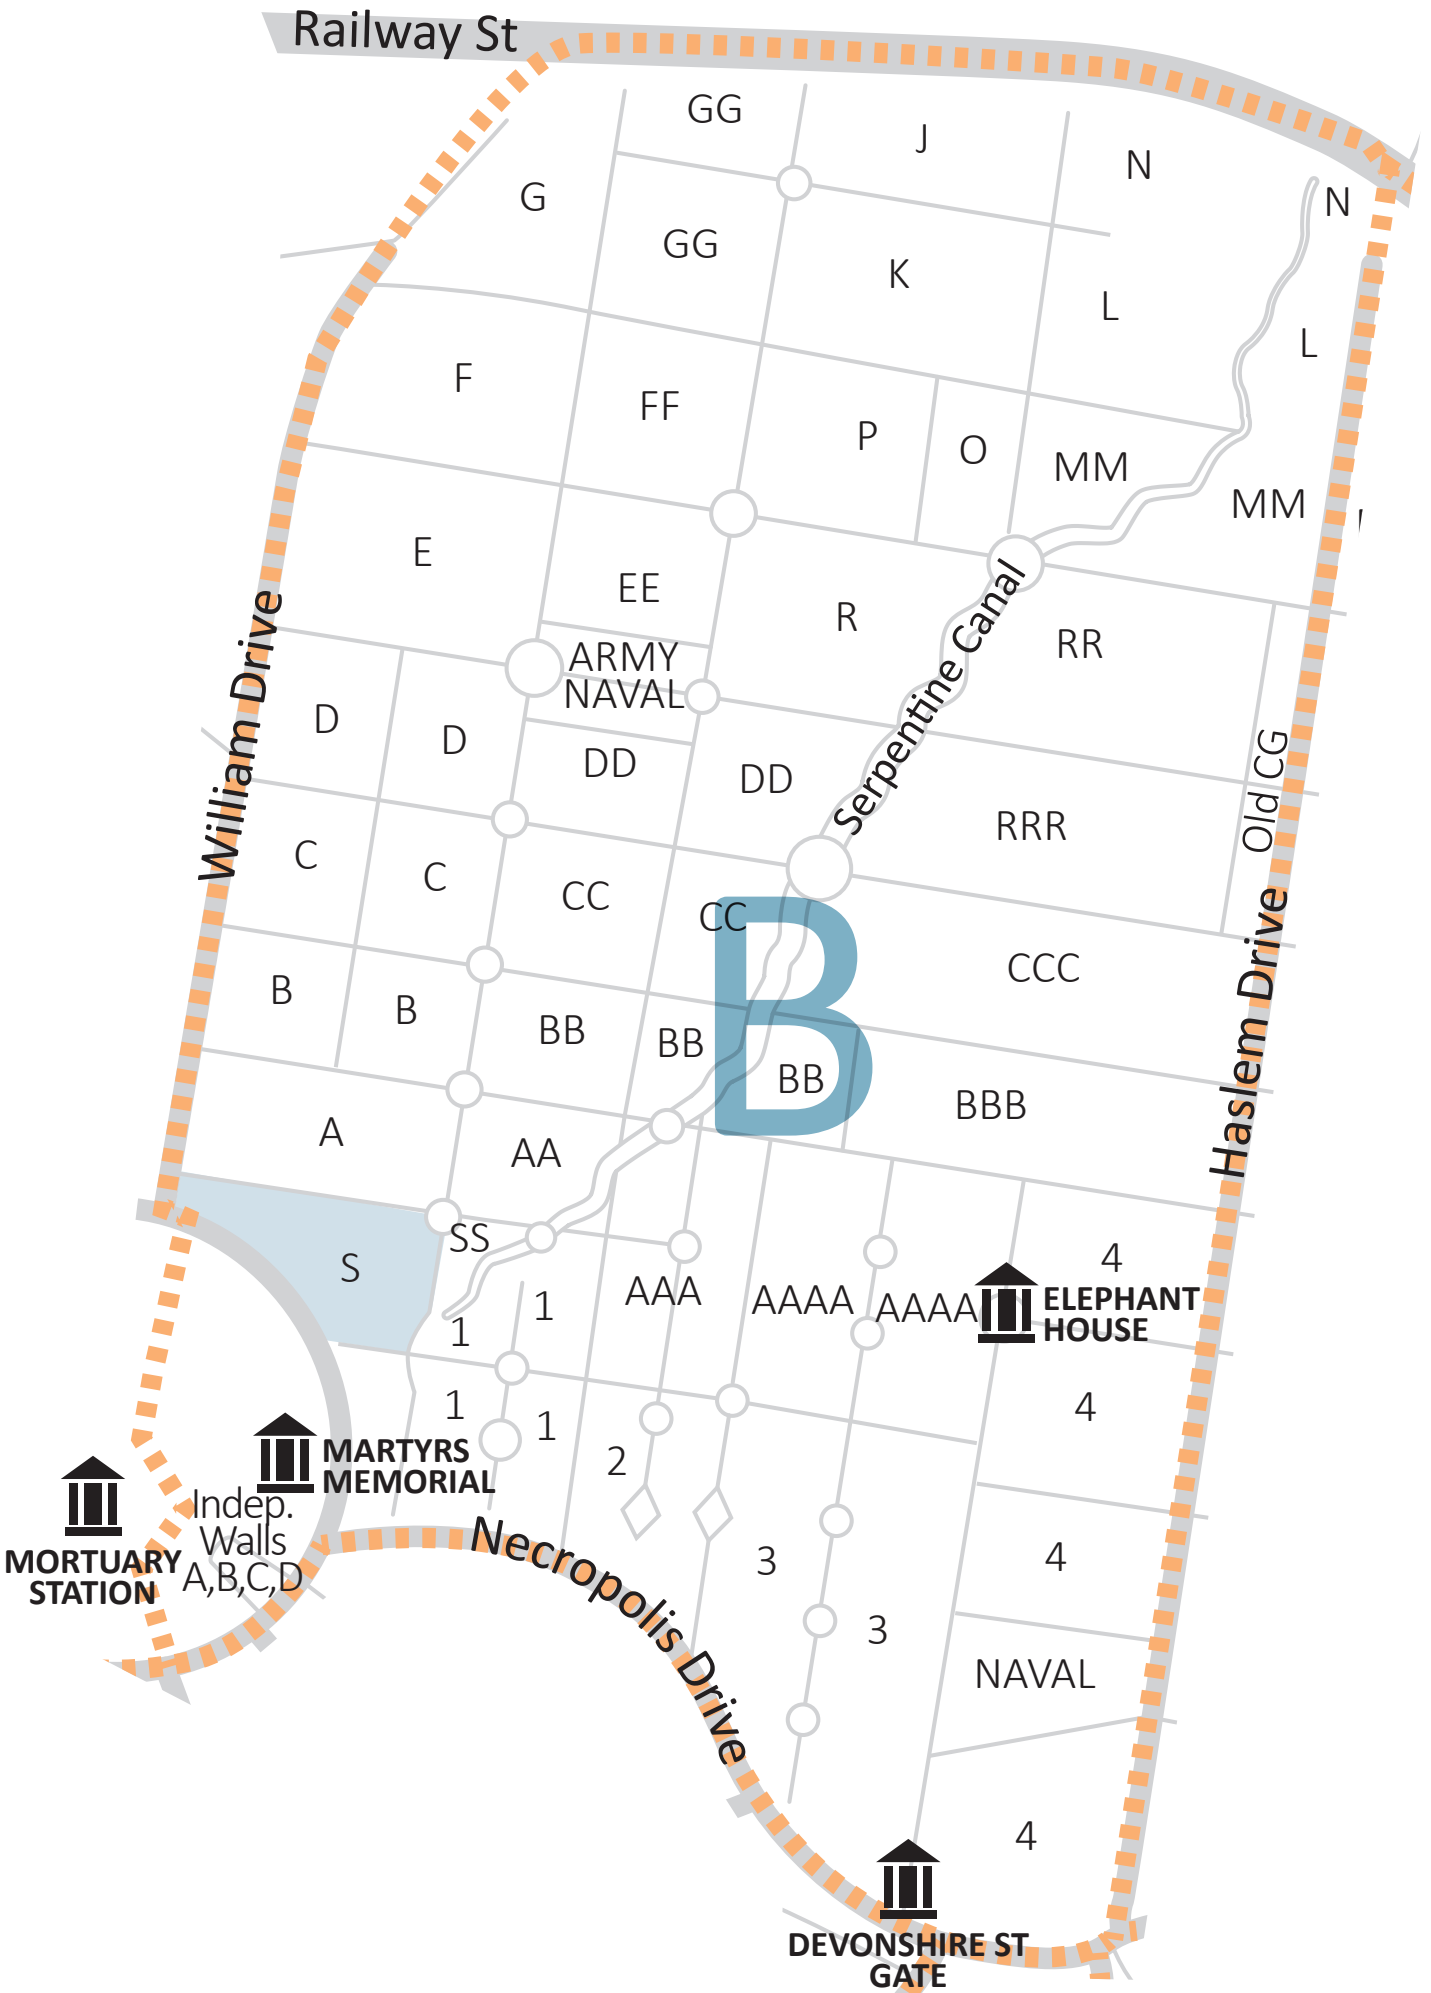 Railway St
GG
J
N
G
N
GG
K
L
L
F
FF
P
O
MM
MM
E
EE
R
RR
ARMY
NAVAL
Serpentine Canal
William Drive
D
D
DD
DD
Old CG
RRR
C
C
CC
CC
B
CCC
Haslem Drive
B
B
BB
BB
BB
BBB
A
AA
SS
S
4
1
AAA
AAAA
AAAA
ELEPHANT
HOUSE
1
1
1
4
2
MARTYRS
MEMORIAL
Indep.
Walls
A,B,C,D
MORTUARY
STATION
Necropolis Drive
3
4
3
NAVAL
4
DEVONSHIRE ST
GATE